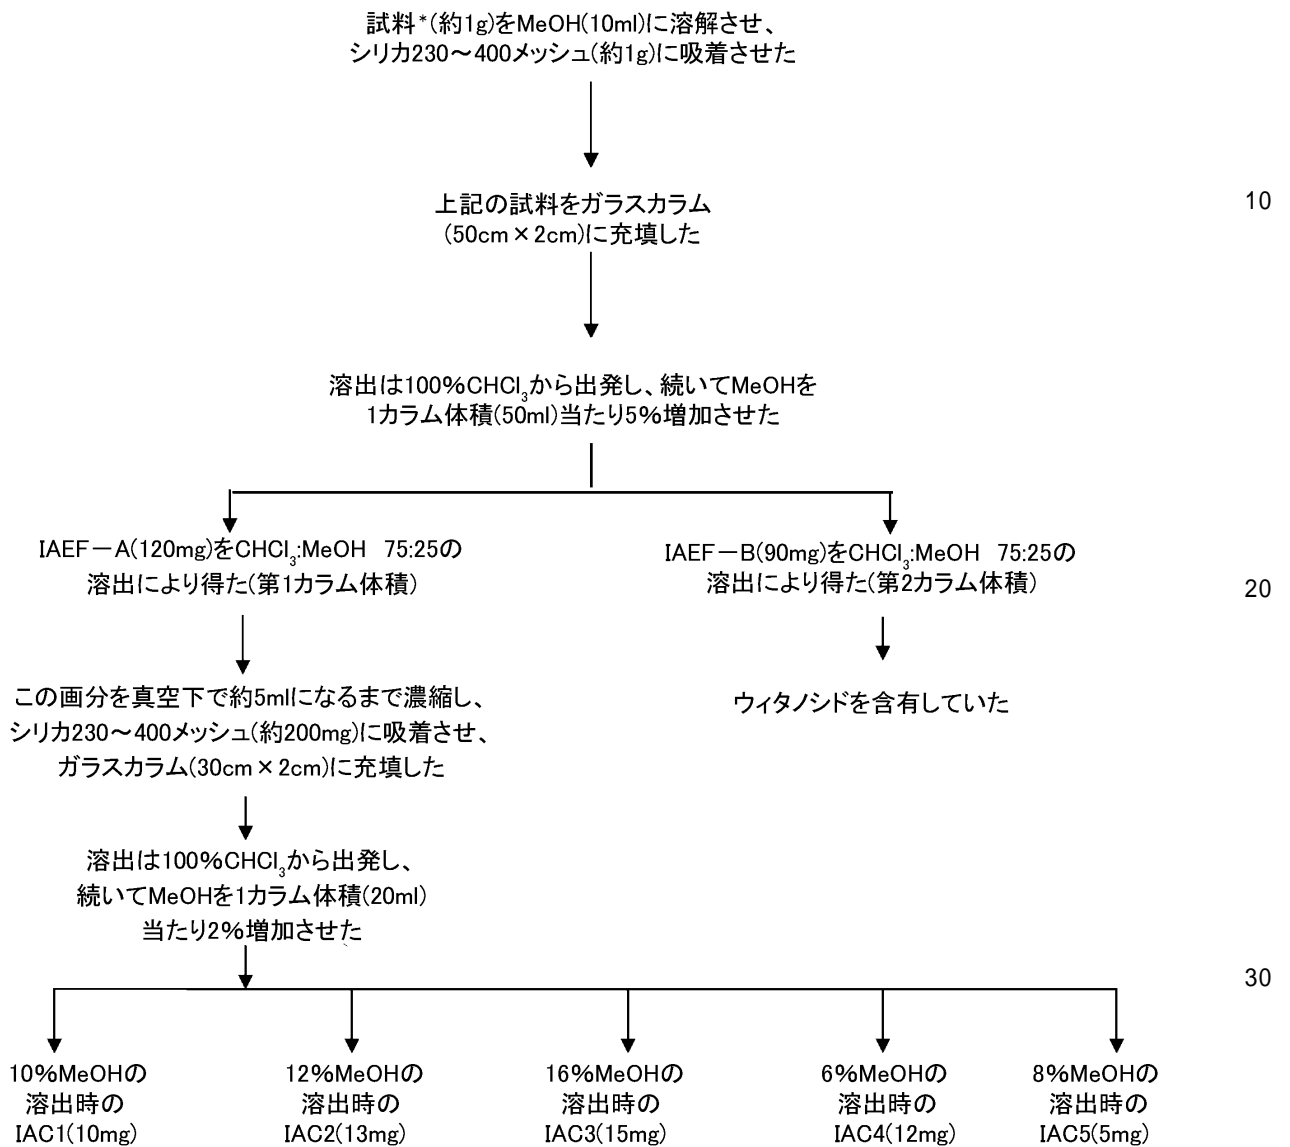 試料*(約1g)をMeOH(10ml)に溶解させ、
シリカ230～400メッシュ(約1g)に吸着させた
上記の試料をガラスカラム
(50cm×2cm)に充填した
10
溶出は100%CHCl₃から出発し、続いてMeOHを
1カラム体積(50ml)当たり5%増加させた
IAEF－A(120mg)をCHCl₃:MeOH 75:25の
溶出により得た(第1カラム体積)
IAEF－B(90mg)をCHCl₃:MeOH 75:25の
溶出により得た(第2カラム体積)
20
この画分を真空下で約5mlになるまで濃縮し、
シリカ230～400メッシュ(約200mg)に吸着させ、
ガラスカラム(30cm×2cm)に充填した
ウィタノシドを含有していた
溶出は100%CHCl₃から出発し、
続いてMeOHを1カラム体積(20ml)
当たり2%増加させた
30
10%MeOHの
溶出時の
IAC1(10mg)
12%MeOHの
溶出時の
IAC2(13mg)
16%MeOHの
溶出時の
IAC3(15mg)
6%MeOHの
溶出時の
IAC4(12mg)
8%MeOHの
溶出時の
IAC5(5mg)